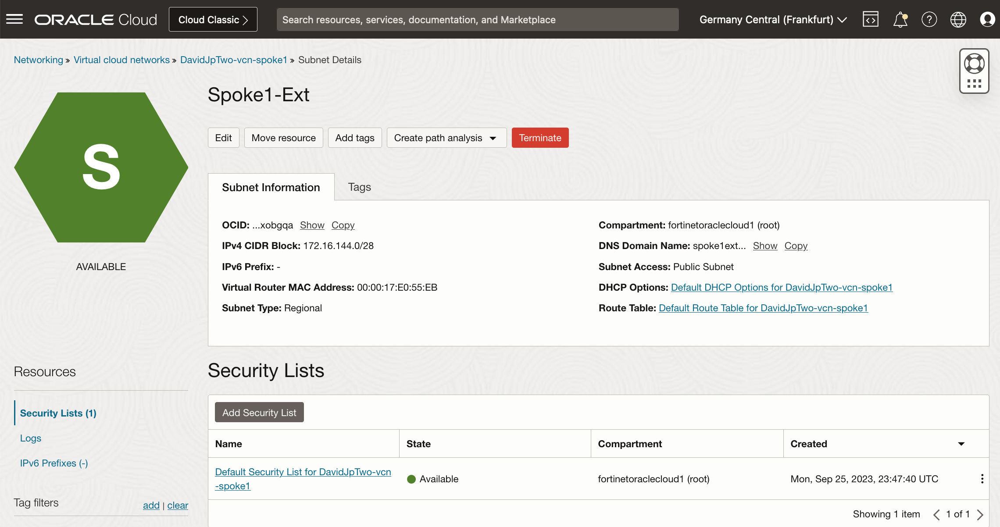 ORACLE Cloud
Cloud Classic
Search resources, services, documentation, and Marketplace
Germany Central (Frankfurt)
Networking » Virtual cloud networks » DavidJpTwo-vcn-spoke1 » Subnet Details
S
AVAILABLE
Spoke1-Ext
Edit
Move resource
Add tags
Create path analysis
Terminate
Subnet Information
Tags
OCID: ...xobgqa Show Copy
IPv4 CIDR Block: 172.16.144.0/28
IPv6 Prefix: -
Virtual Router MAC Address: 00:00:17:E0:55:EB
Subnet Type: Regional
Compartment: fortinetoraclecloud1 (root)
DNS Domain Name: spoke1ext... Show Copy
Subnet Access: Public Subnet
DHCP Options: Default DHCP Options for DavidJpTwo-vcn-spoke1
Route Table: Default Route Table for DavidJpTwo-vcn-spoke1
Resources
Security Lists (1)
Logs
IPv6 Prefixes (-)
Tag filters
add | clear
Security Lists
Add Security List
Name State Compartment Created
Default Security List for DavidJpTwo-vcn
-spoke1
Available
fortinetoraclecloud1 (root)
Mon, Sep 25, 2023, 23:47:40 UTC
Showing 1 item
1 of 1